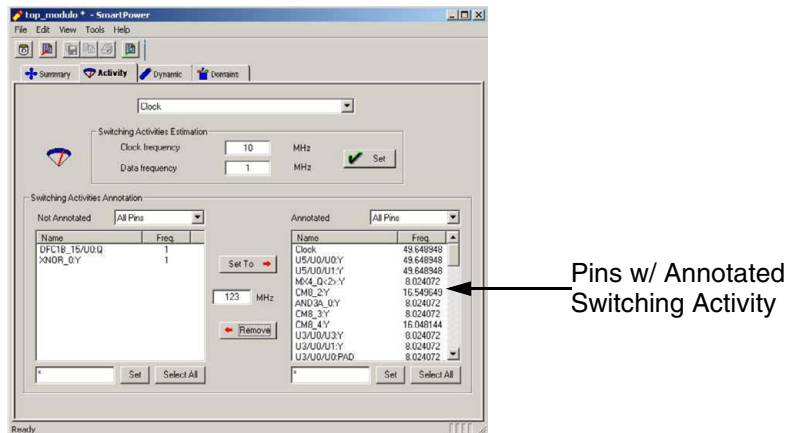 top_modulo * - SmartPower
File Edit View Tools Help
Summary Activity Dynamic Domains
Clock
Switching Activities Estimation
Clock frequency 10 MHz
Data frequency 1 MHz
Set
Switching Activities Annotation
Not Annotated All Pins
Name Freq.
DFC1B_15/U0:Q 1
XNOR_0:Y 1
* Set Select All
Set To
123 MHz
Remove
Annotated All Pins
Name Freq.
Clock 49.648948
U5/U0/U0:Y 49.648948
U5/U0/U1:Y 49.648948
MX4_Q<2>:Y 8.024072
CM8_2:Y 16.549649
AND3A_0:Y 8.024072
CM8_3:Y 8.024072
CM8_4:Y 16.048144
U3/U0/U3:Y 8.024072
U3/U0/U1:Y 8.024072
U3/U0/U0:PAD 8.024072
* Set Select All
Pins w/ Annotated
Switching Activity
Ready